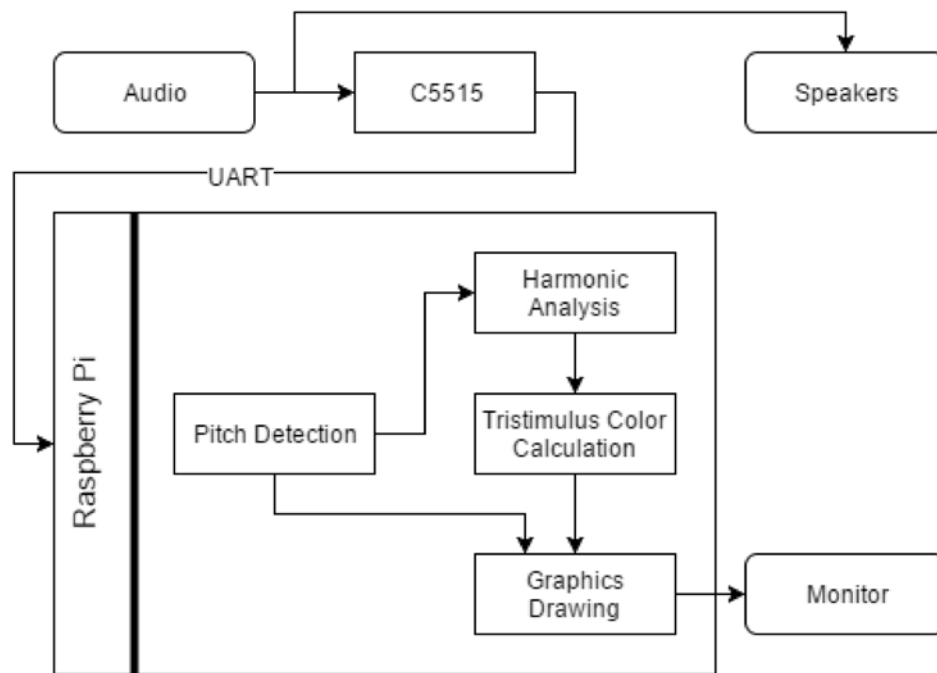 Audio
C5515
Speakers
UART
Raspberry Pi
Harmonic
Analysis
Pitch Detection
Tristimulus Color
Calculation
Graphics
Drawing
Monitor